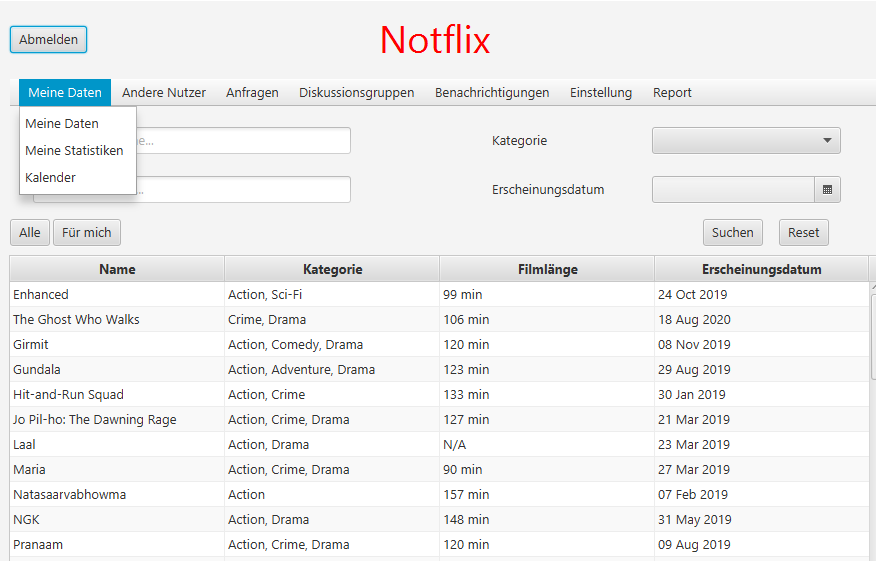 Abmelden
Notflix
Meine Daten Andere Nutzer Anfragen Diskussionsgruppen Benachrichtigungen Einstellung Report
Meine Daten
Meine Statistiken
Kalender
Kategorie
Erscheinungsdatum
Alle Für mich Suchen Reset
Name Kategorie Filmlänge Erscheinungsdatum
Enhanced Action, Sci-Fi 99 min 24 Oct 2019
The Ghost Who Walks Crime, Drama 106 min 18 Aug 2020
Girmit Action, Comedy, Drama 120 min 08 Nov 2019
Gundala Action, Adventure, Drama 123 min 29 Aug 2019
Hit-and-Run Squad Action, Crime 133 min 30 Jan 2019
Jo Pil-ho: The Dawning Rage Action, Crime, Drama 127 min 21 Mar 2019
Laal Action, Drama N/A 23 Mar 2019
Maria Action, Crime, Drama 90 min 27 Mar 2019
Natasaarvabhowma Action 157 min 07 Feb 2019
NGK Action, Drama 148 min 31 May 2019
Pranaam Action, Crime, Drama 120 min 09 Aug 2019